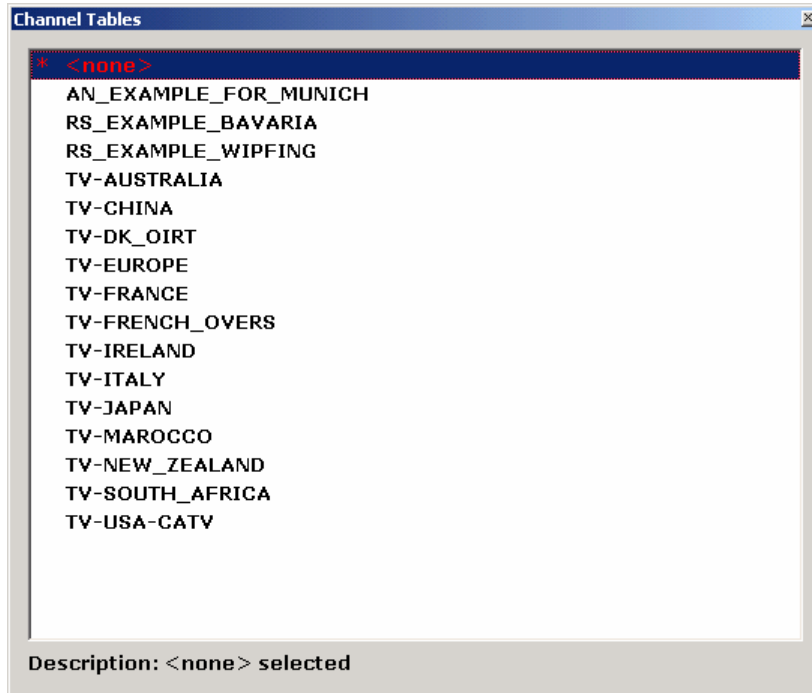 Channel Tables
* <none>
AN_EXAMPLE_FOR_MUNICH
RS_EXAMPLE_BAVARIA
RS_EXAMPLE_WIPFING
TV-AUSTRALIA
TV-CHINA
TV-DK_OIRT
TV-EUROPE
TV-FRANCE
TV-FRENCH_OVERS
TV-IRELAND
TV-ITALY
TV-JAPAN
TV-MAROCCO
TV-NEW_ZEALAND
TV-SOUTH_AFRICA
TV-USA-CATV
Description: <none> selected